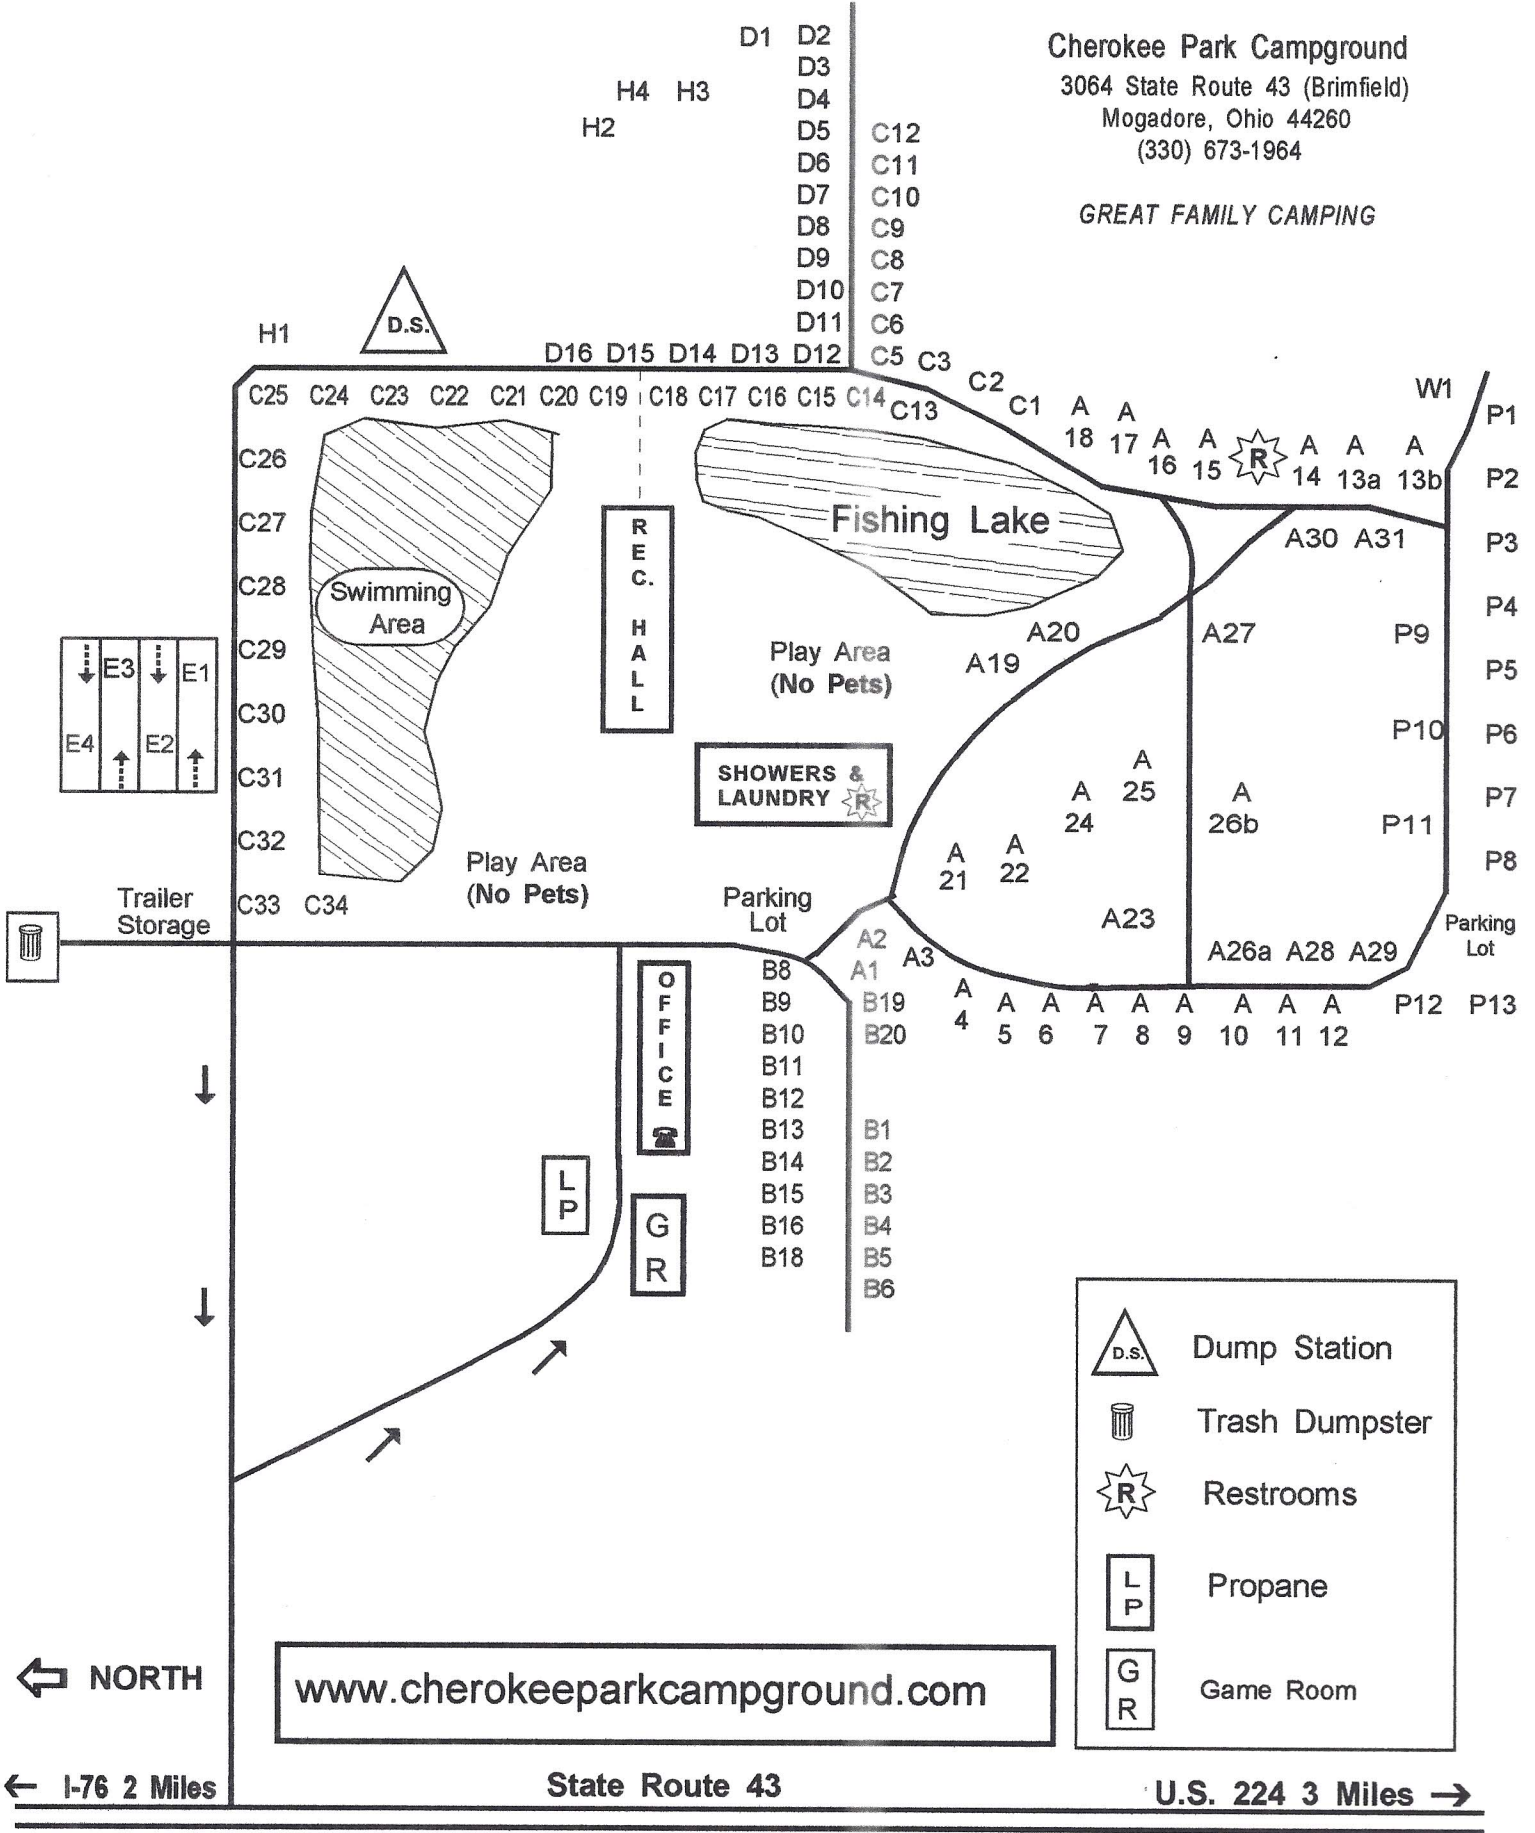 Cherokee Park Campground
3064 State Route 43 (Brimfield)
Mogadore, Ohio 44260
(330) 673-1964
GREAT FAMILY CAMPING
D1 D2
D3
H4 H3 D4
H2 D5 C12
D6 C11
D7 C10
D8 C9
D9 C8
D10 C7
H1 D.S. D11 C6
D16 D15 D14 D13 D12 C5 C3
C25 C24 C23 C22 C21 C20 C19 C18 C17 C16 C15 C14 C13
C2 C1
A 18
A 17
A 16
A 15
R
A 14
A 13a
A 13b
W1 P1
P2
C26
C27
C28
C29
C30
C31
C32
C33 C34
Swimming
Area
REC. HALL
Fishing Lake
A30 A31 P3
P4
A20 A27 P9
A19 P5
Play Area
(No Pets)
E3 E1
E4 E2
P10 P6
SHOWERS &
LAUNDRY R
A 25
A 24
A 26b
P7
P11
A 21
A 22
P8
Play Area
(No Pets)
Trailer
Storage
Parking
Lot
A23
Parking
Lot
A2 A3 A26a A28 A29
A1
A 4
A 5
A 6
A 7
A 8
A 9
A 10
A 11
A 12
P12 P13
OFFICE
B8
B9 B19
B10 B20
B11
B12
B13 B1
B14 B2
B15 B3
B16 B4
B18 B5
B6
LP
GR
D.S. Dump Station
Trash Dumpster
R Restrooms
LP Propane
GR Game Room
NORTH
www.cherokeeparkcampground.com
← I-76 2 Miles State Route 43 U.S. 224 3 Miles →